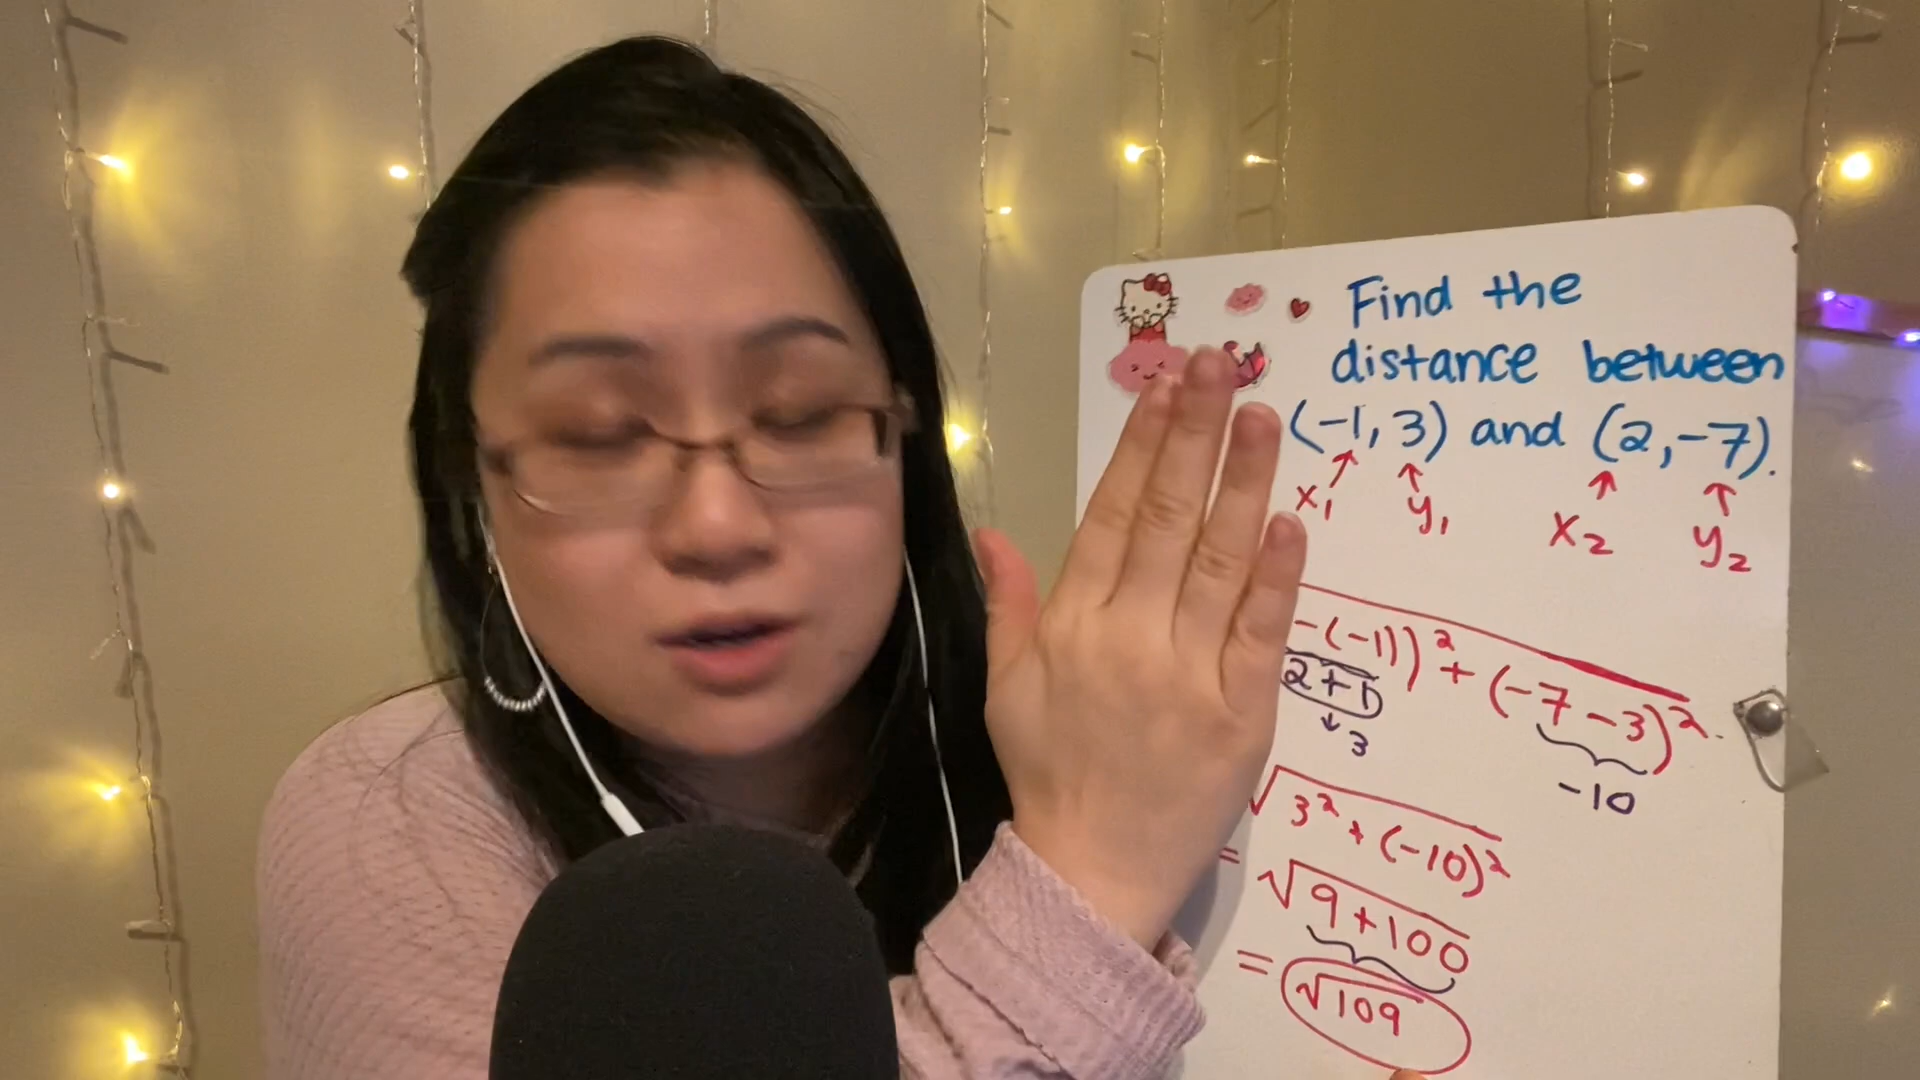 Find the
distance between
(-1, 3) and (2, -7).
x₁ y₁ x₂ y₂
-(-1))² + (-7-3)²
2+1
3
-10
√3² + (-10)²
= √9+100
= √109